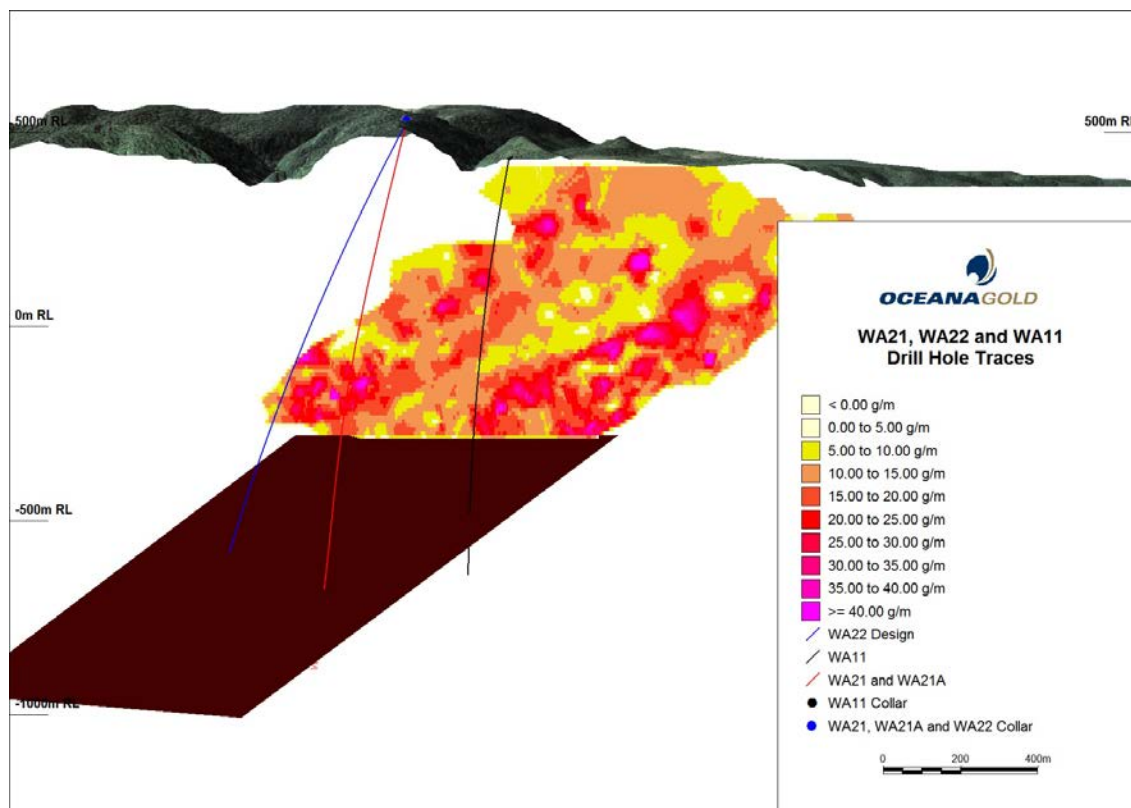 500m RL
500m RL
0m RL
-500m RL
-1000m RL
OCEANAGOLD
WA21, WA22 and WA11
Drill Hole Traces
< 0.00 g/m
0.00 to 5.00 g/m
5.00 to 10.00 g/m
10.00 to 15.00 g/m
15.00 to 20.00 g/m
20.00 to 25.00 g/m
25.00 to 30.00 g/m
30.00 to 35.00 g/m
35.00 to 40.00 g/m
>= 40.00 g/m
WA22 Design
WA11
WA21 and WA21A
WA11 Collar
WA21, WA21A and WA22 Collar
0 200 400m